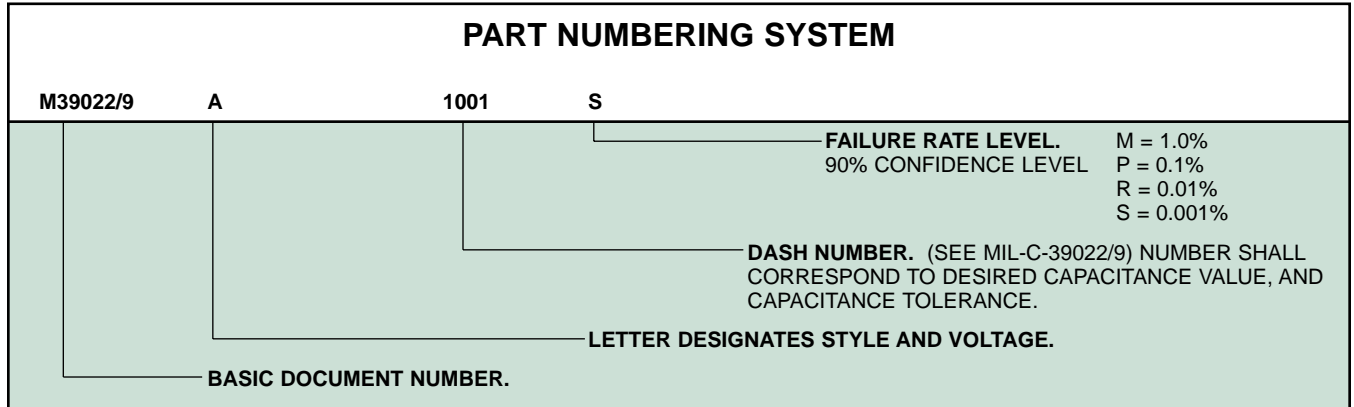 PART NUMBERING SYSTEM
M39022/9 A 1001 S
FAILURE RATE LEVEL. M = 1.0%
90% CONFIDENCE LEVEL P = 0.1%
R = 0.01%
S = 0.001%
DASH NUMBER. (SEE MIL-C-39022/9) NUMBER SHALL
CORRESPOND TO DESIRED CAPACITANCE VALUE, AND
CAPACITANCE TOLERANCE.
LETTER DESIGNATES STYLE AND VOLTAGE.
BASIC DOCUMENT NUMBER.